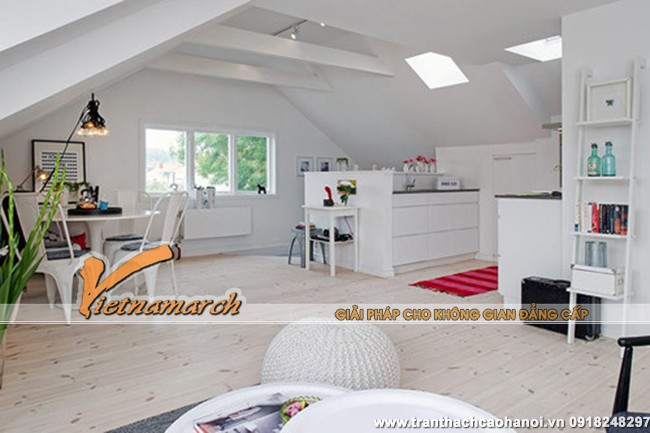 Vietnamarch
GIẢI PHÁP CHO KHÔNG GIAN ĐẲNG CẤP
www.tranthachcaohanoi.vn 0918248297